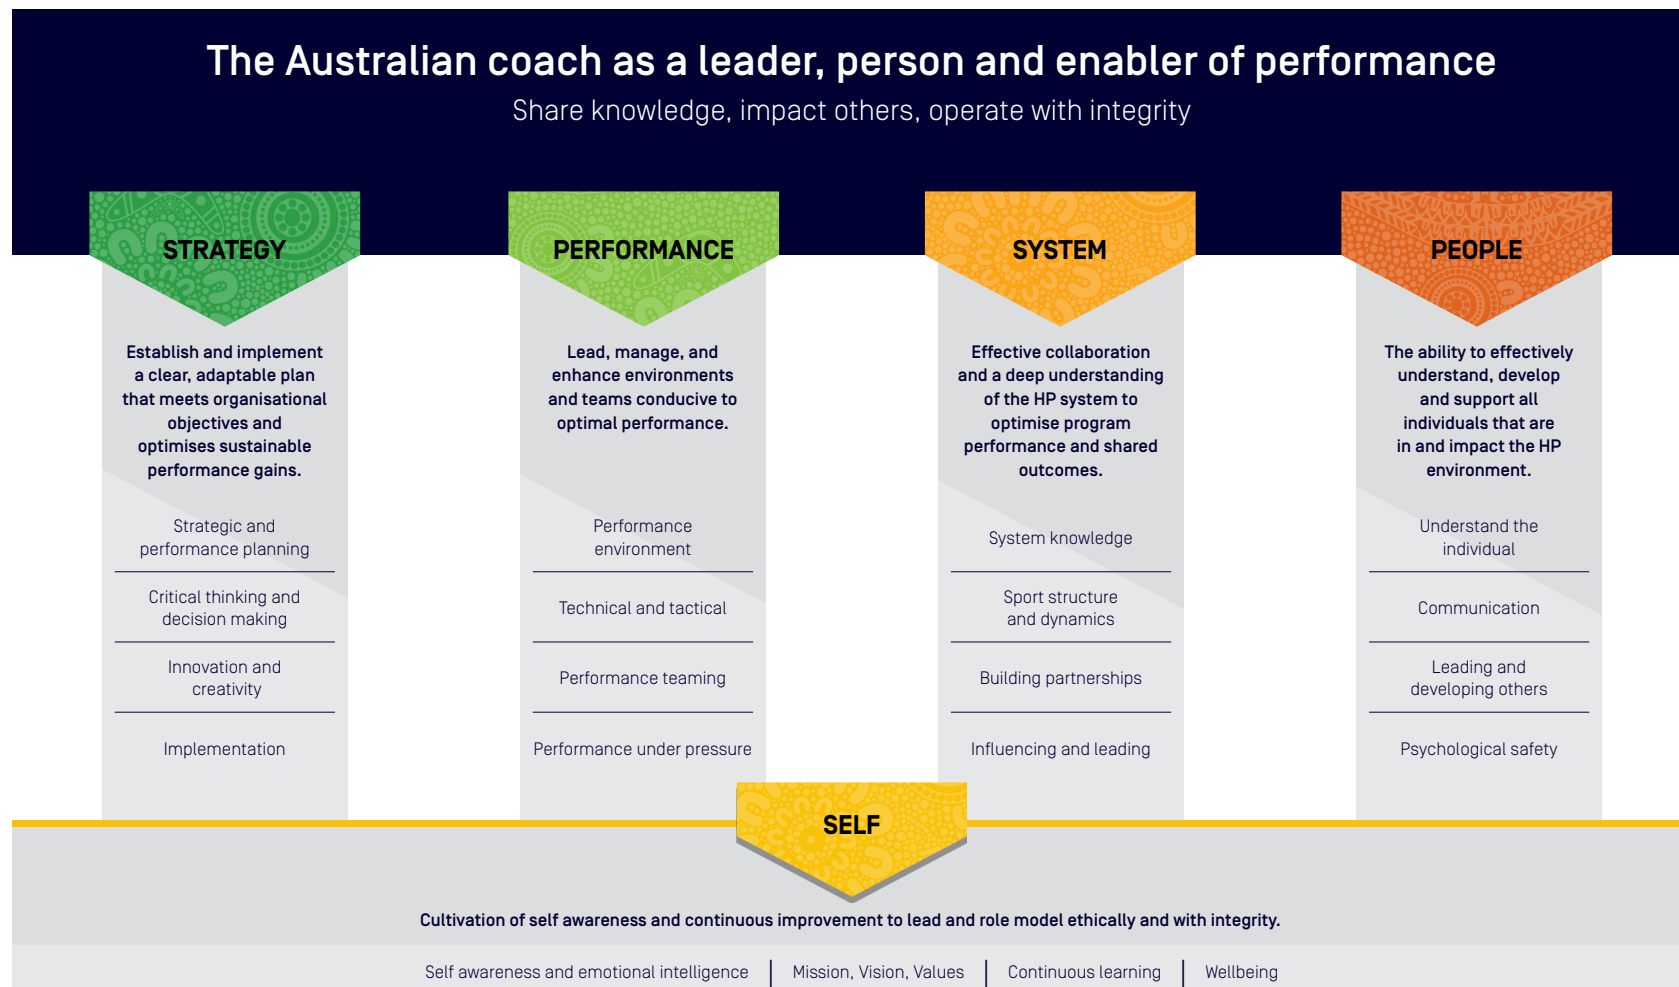 The Australian coach as a leader, person and enabler of performance
Share knowledge, impact others, operate with integrity
STRATEGY
Establish and implement
a clear, adaptable plan
that meets organisational
objectives and
optimises sustainable
performance gains.
Strategic and
performance planning
Critical thinking and
decision making
Innovation and
creativity
Implementation
PERFORMANCE
Lead, manage, and
enhance environments
and teams conducive to
optimal performance.
Performance
environment
Technical and tactical
Performance teaming
Performance under pressure
SYSTEM
Effective collaboration
and a deep understanding
of the HP system to
optimise program
performance and shared
outcomes.
System knowledge
Sport structure
and dynamics
Building partnerships
Influencing and leading
PEOPLE
The ability to effectively
understand, develop
and support all
individuals that are
in and impact the HP
environment.
Understand the
individual
Communication
Leading and
developing others
Psychological safety
SELF
Cultivation of self awareness and continuous improvement to lead and role model ethically and with integrity.
Self awareness and emotional intelligence
Mission, Vision, Values
Continuous learning
Wellbeing